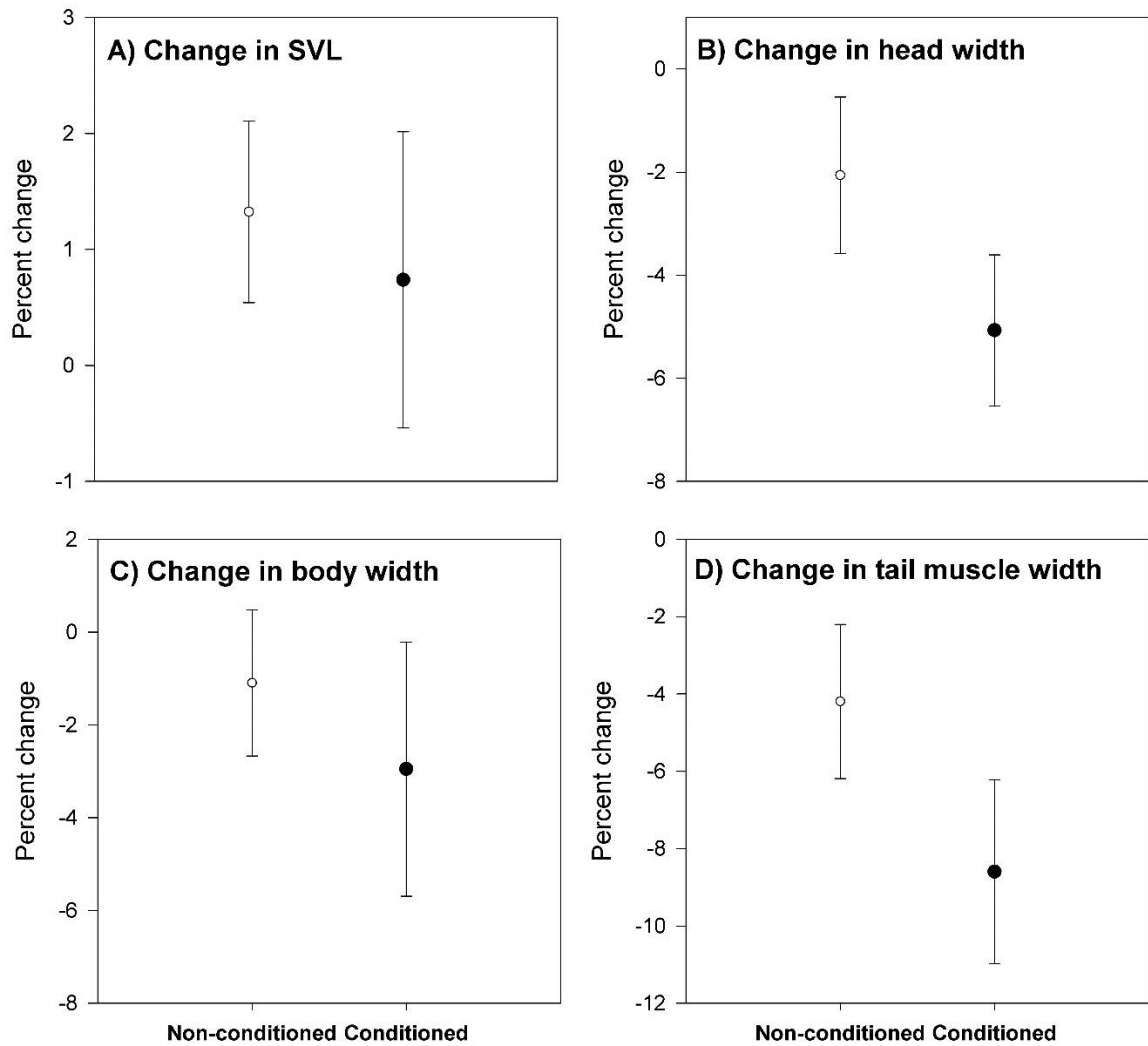 A) Change in SVL
Percent change
3
2
1
0
-1
B) Change in head width
Percent change
0
-2
-4
-6
-8
C) Change in body width
Percent change
2
0
-2
-4
-6
-8
Non-conditioned Conditioned
D) Change in tail muscle width
Percent change
0
-2
-4
-6
-8
-10
-12
Non-conditioned Conditioned